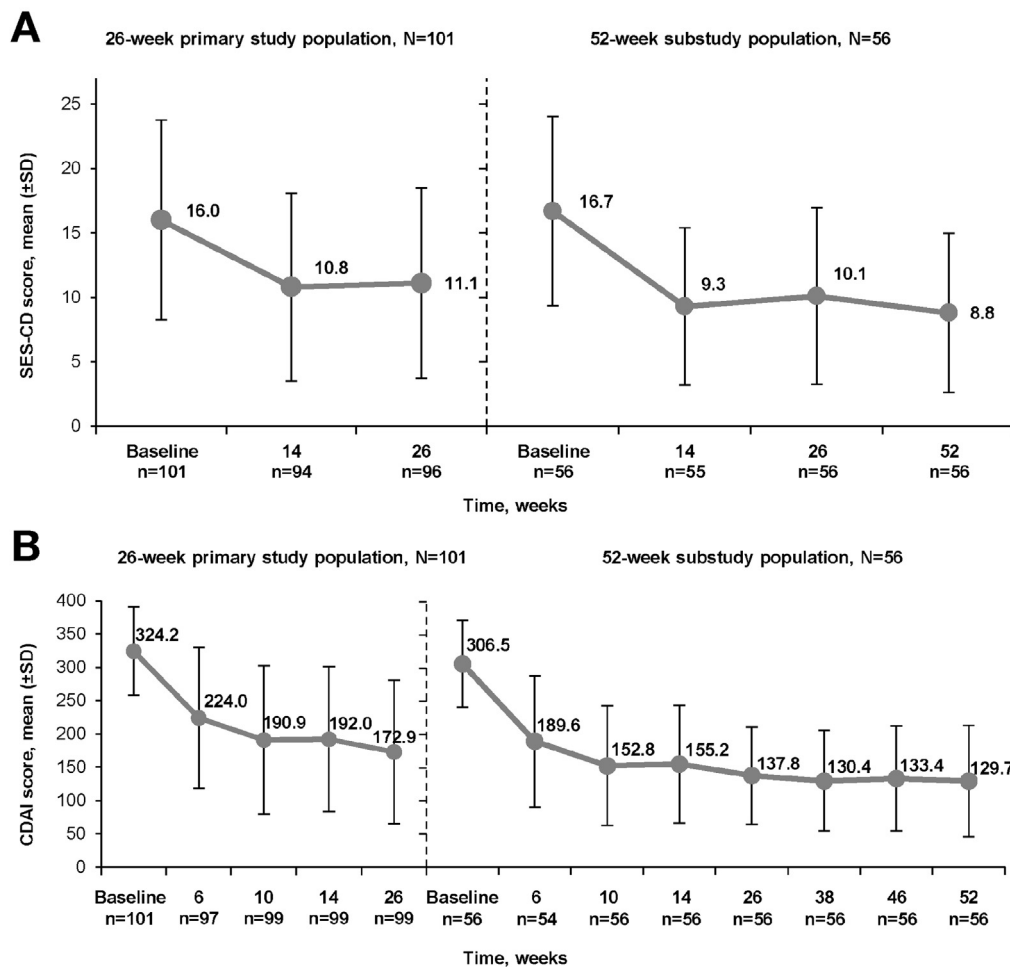 A
26-week primary study population, N=101
52-week substudy population, N=56
SES-CD score, mean (±SD)
25
20
15
10
5
0
16.0
10.8
11.1
16.7
9.3
10.1
8.8
Baseline 14 26 Baseline 14 26 52
n=101 n=94 n=96 n=56 n=55 n=56 n=56
Time, weeks
B
26-week primary study population, N=101
52-week substudy population, N=56
CDAI score, mean (±SD)
400
350
300
250
200
150
100
50
0
324.2
224.0
190.9
192.0
172.9
306.5
189.6
152.8
155.2
137.8
130.4
133.4
129.7
Baseline 6 10 14 26 Baseline 6 10 14 26 38 46 52
n=101 n=97 n=99 n=99 n=99 n=56 n=54 n=56 n=56 n=56 n=56 n=56 n=56
Time, weeks